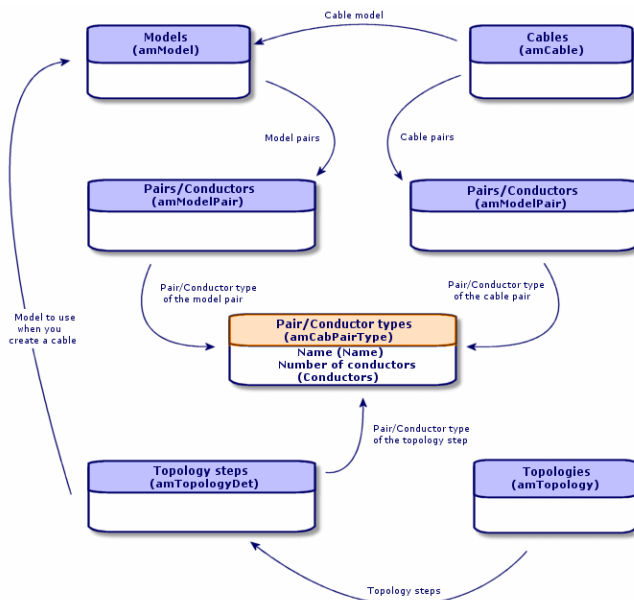 Cable model
Models
(amModel)
Cables
(amCable)
Model pairs
Cable pairs
Pairs/Conductors
(amModelPair)
Pairs/Conductors
(amModelPair)
Pair/Conductor type
of the model pair
Pair/Conductor type
of the cable pair
Model to use
when you
create a cable
Pair/Conductor types
(amCabPairType)
Name (Name)
Number of conductors
(Conductors)
Pair/Conductor type
of the topology step
Topology steps
(amTopologyDet)
Topologies
(amTopology)
Topology steps